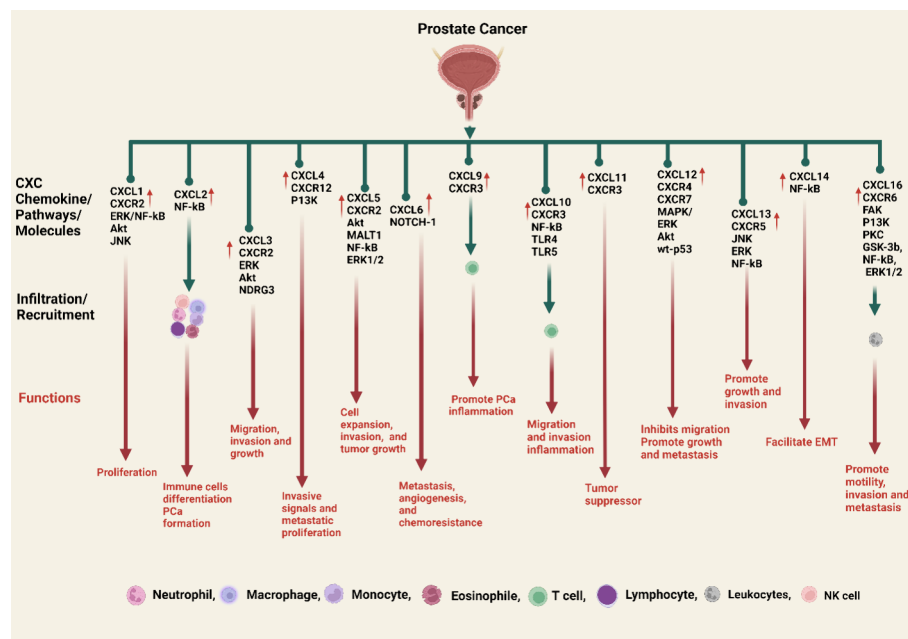 Prostate Cancer
CXC
Chemokine/
Pathways/
Molecules
CXCL1
CXCR2
ERK/NF-kB
Akt
JNK
CXCL2
NF-kB
CXCL3
CXCR2
ERK
Akt
NDRG3
CXCL4
CXCR12
P13K
CXCL5
CXCR2
Akt
MALT1
NF-kB
ERK1/2
CXCL6
NOTCH-1
CXCL9
CXCR3
CXCL10
CXCR3
NF-kB
TLR4
TLR5
CXCL11
CXCR3
CXCL12
CXCR4
CXCR7
MAPK/
ERK
Akt
wt-p53
CXCL13
CXCR5
JNK
ERK
NF-kB
CXCL14
NF-kB
CXCL16
CXCR6
FAK
P13K
PKC
GSK-3b,
NF-kB,
ERK1/2
Infiltration/
Recruitment
Functions
Proliferation
Immune cells
differentiation
PCa
formation
Migration,
invasion and
growth
Invasive
signals and
metastatic
proliferation
Cell
expansion,
invasion, and
tumor growth
Metastasis,
angiogenesis,
and
chemoresistance
Promote PCa
inflammation
Migration
and invasion
inflammation
Tumor
suppressor
Inhibits migration
Promote growth
and metastasis
Promote
growth and
invasion
Facilitate EMT
Promote
motility,
invasion and
metastasis
Neutrophil, Macrophage, Monocyte, Eosinophile, T cell, Lymphocyte, Leukocytes, NK cell